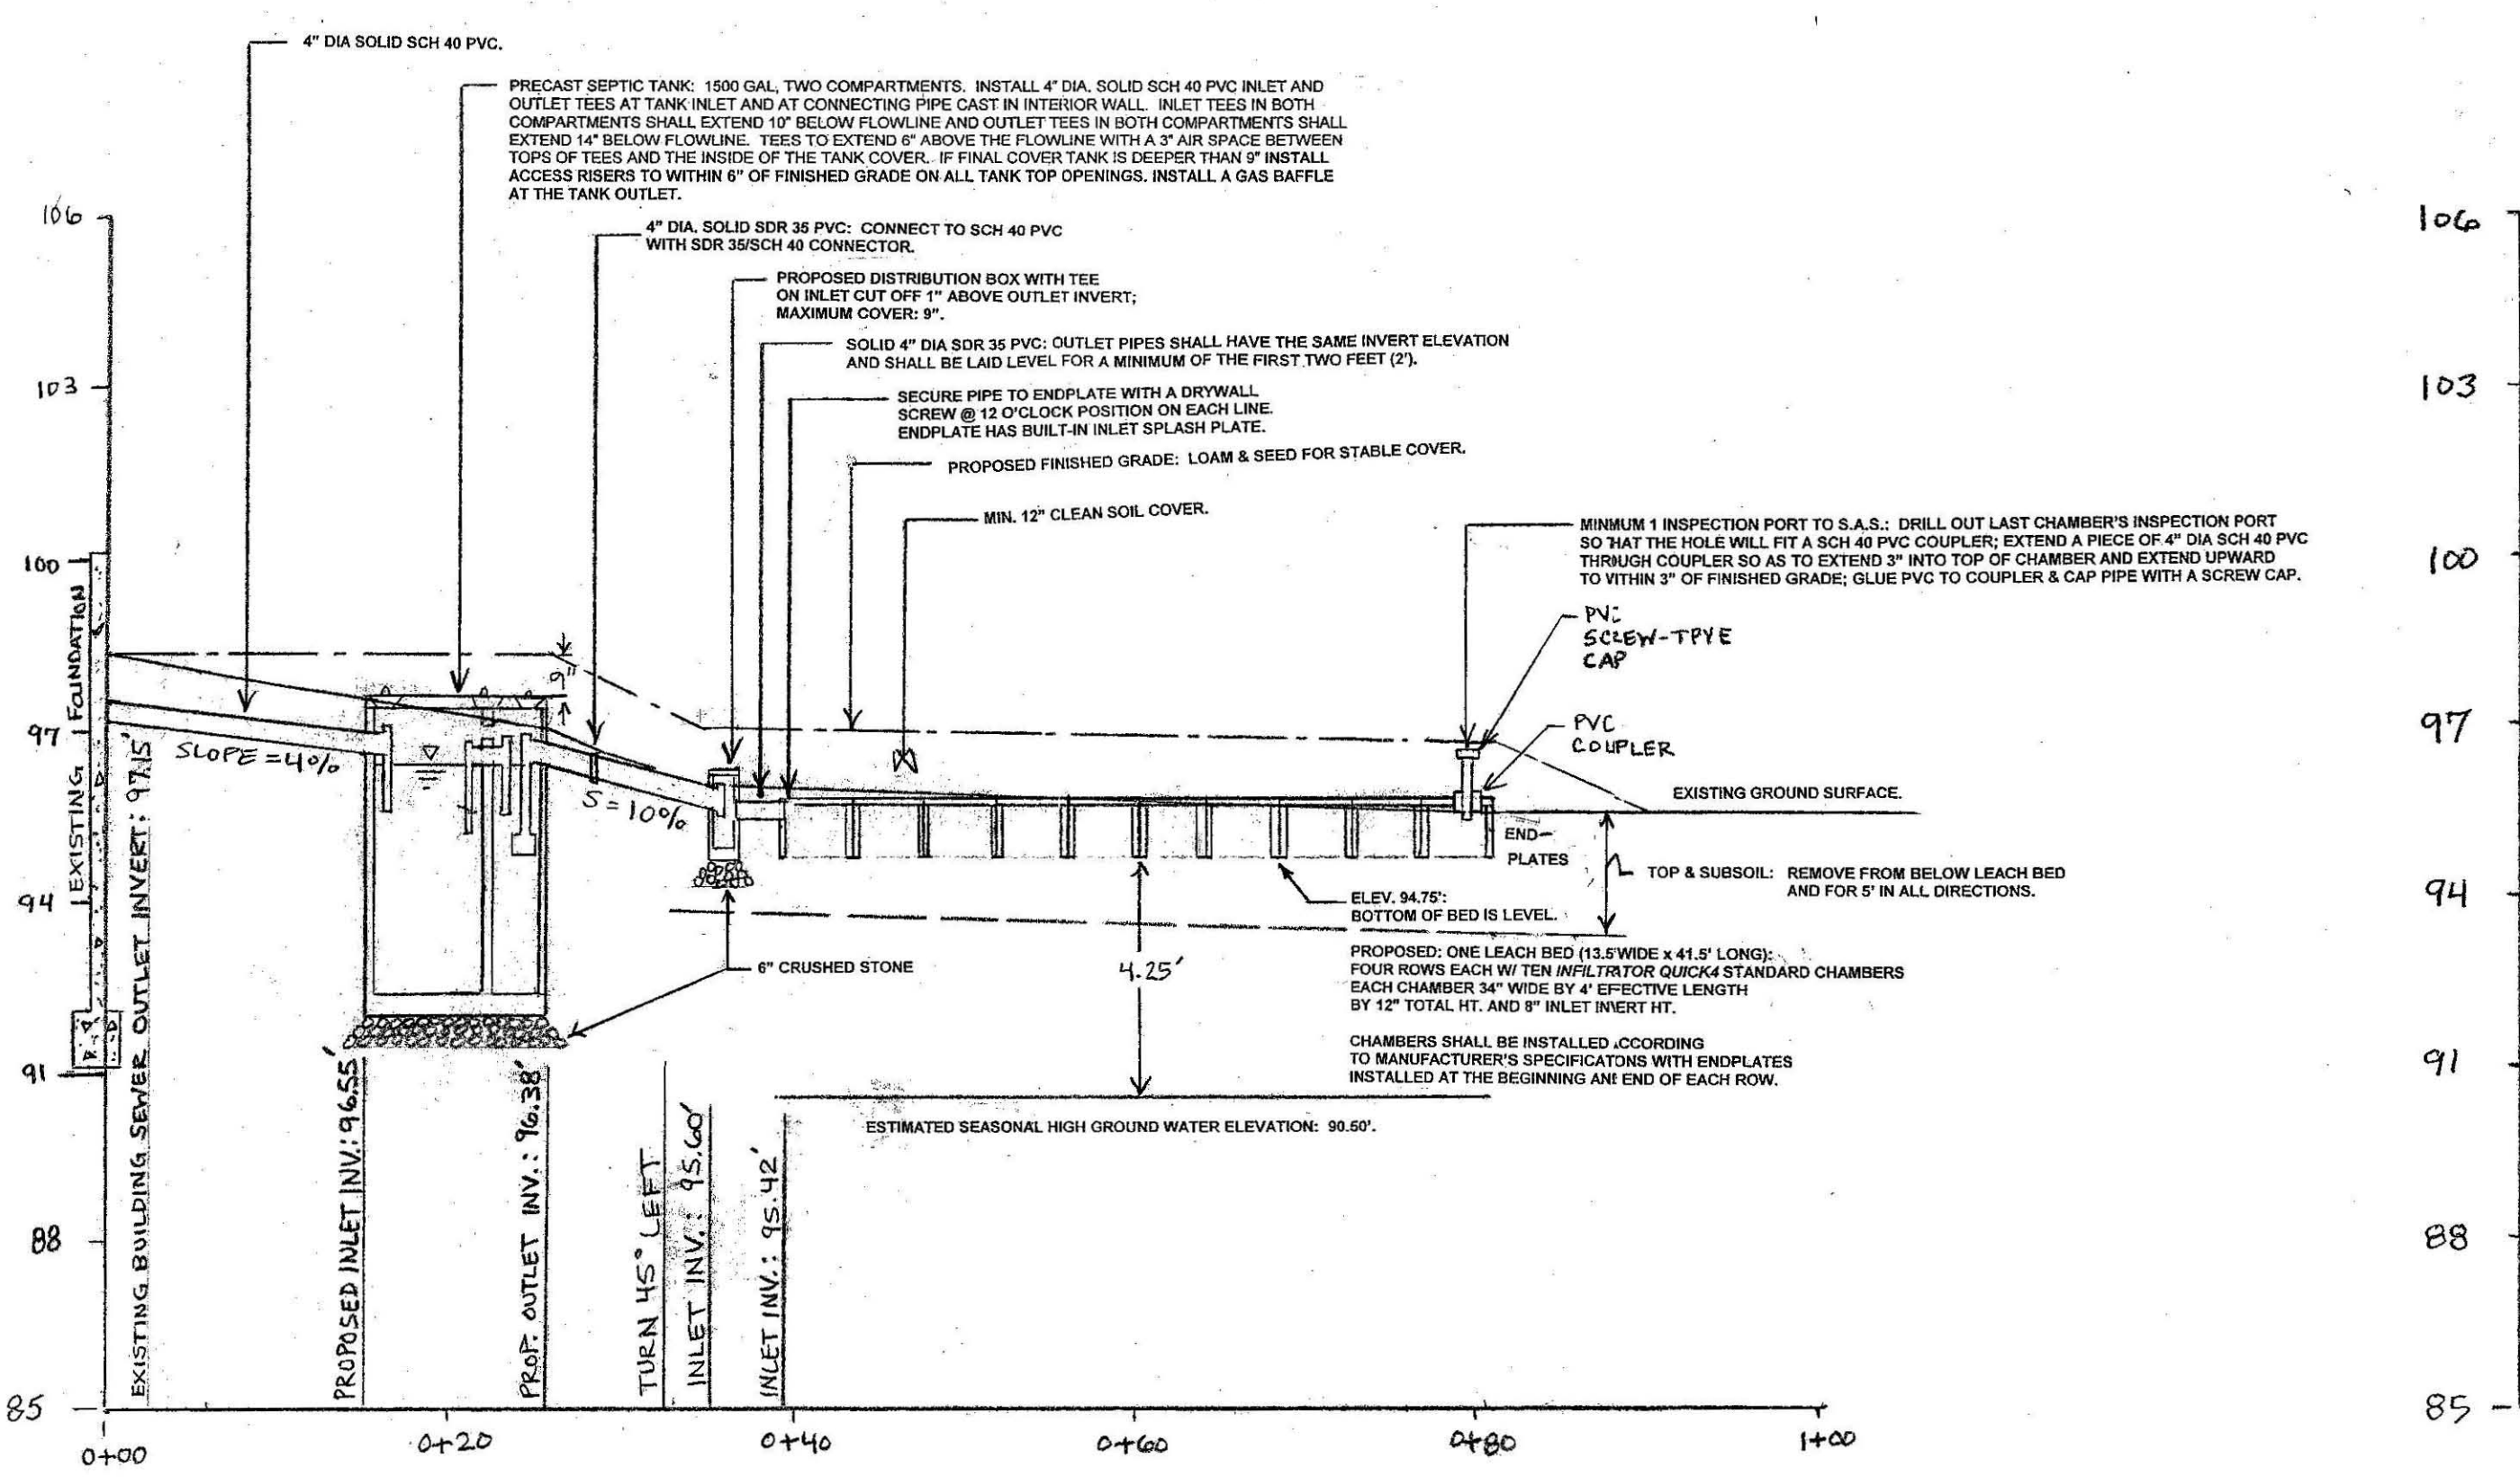 4" DIA SOLID SCH 40 PVC.
PRECAST SEPTIC TANK: 1500 GAL, TWO COMPARTMENTS. INSTALL 4" DIA. SOLID SCH 40 PVC INLET AND
OUTLET TEES AT TANK INLET AND AT CONNECTING PIPE CAST IN INTERIOR WALL. INLET TEES IN BOTH
COMPARTMENTS SHALL EXTEND 10" BELOW FLOWLINE AND OUTLET TEES IN BOTH COMPARTMENTS SHALL
EXTEND 14" BELOW FLOWLINE. TEES TO EXTEND 6" ABOVE THE FLOWLINE WITH A 3" AIR SPACE BETWEEN
TOPS OF TEES AND THE INSIDE OF THE TANK COVER. IF FINAL COVER TANK IS DEEPER THAN 9" INSTALL
ACCESS RISERS TO WITHIN 6" OF FINISHED GRADE ON ALL TANK TOP OPENINGS. INSTALL A GAS BAFFLE
AT THE TANK OUTLET.
4" DIA. SOLID SDR 35 PVC: CONNECT TO SCH 40 PVC
WITH SDR 35/SCH 40 CONNECTOR.
PROPOSED DISTRIBUTION BOX WITH TEE
ON INLET CUT OFF 1" ABOVE OUTLET INVERT;
MAXIMUM COVER: 9".
SOLID 4" DIA SDR 35 PVC: OUTLET PIPES SHALL HAVE THE SAME INVERT ELEVATION
AND SHALL BE LAID LEVEL FOR A MINIMUM OF THE FIRST TWO FEET (2').
SECURE PIPE TO ENDPLATE WITH A DRYWALL
SCREW @ 12 O'CLOCK POSITION ON EACH LINE.
ENDPLATE HAS BUILT-IN INLET SPLASH PLATE.
PROPOSED FINISHED GRADE: LOAM & SEED FOR STABLE COVER.
MIN. 12" CLEAN SOIL COVER.
MINMUM 1 INSPECTION PORT TO S.A.S.: DRILL OUT LAST CHAMBER'S INSPECTION PORT
SO THAT THE HOLE WILL FIT A SCH 40 PVC COUPLER; EXTEND A PIECE OF 4" DIA SCH 40 PVC
THROUGH COUPLER SO AS TO EXTEND 3" INTO TOP OF CHAMBER AND EXTEND UPWARD
TO WITHIN 3" OF FINISHED GRADE; GLUE PVC TO COUPLER & CAP PIPE WITH A SCREW CAP.
PVC
SCREW-TPYE
CAP
PVC
COUPLER
106
103
100
97
94
91
88
85
106
103
100
97
94
91
88
85
EXISTING FOUNDATION
9"
SLOPE = 4%
S = 10%
EXISTING GROUND SURFACE.
END-
PLATES
TOP & SUBSOIL: REMOVE FROM BELOW LEACH BED
AND FOR 5' IN ALL DIRECTIONS.
ELEV. 94.75':
BOTTOM OF BED IS LEVEL.
6" CRUSHED STONE
4.25'
PROPOSED: ONE LEACH BED (13.5'WIDE x 41.5' LONG):
FOUR ROWS EACH W/ TEN INFILTRATOR QUICK4 STANDARD CHAMBERS
EACH CHAMBER 34" WIDE BY 4' EFECTIVE LENGTH
BY 12" TOTAL HT. AND 8" INLET INVERT HT.
CHAMBERS SHALL BE INSTALLED ACCORDING
TO MANUFACTURER'S SPECIFICATONS WITH ENDPLATES
INSTALLED AT THE BEGINNING AND END OF EACH ROW.
ESTIMATED SEASONAL HIGH GROUND WATER ELEVATION: 90.50'.
EXISTING BUILDING SEWER OUTLET INVERT: 97.15'
PROPOSED INLET INV.: 96.55'
PROP. OUTLET INV.: 96.38'
TURN 45° LEFT
INLET INV.: 95.60'
INLET INV.: 95.42'
0+00
0+20
0+40
0+60
0+80
1+00